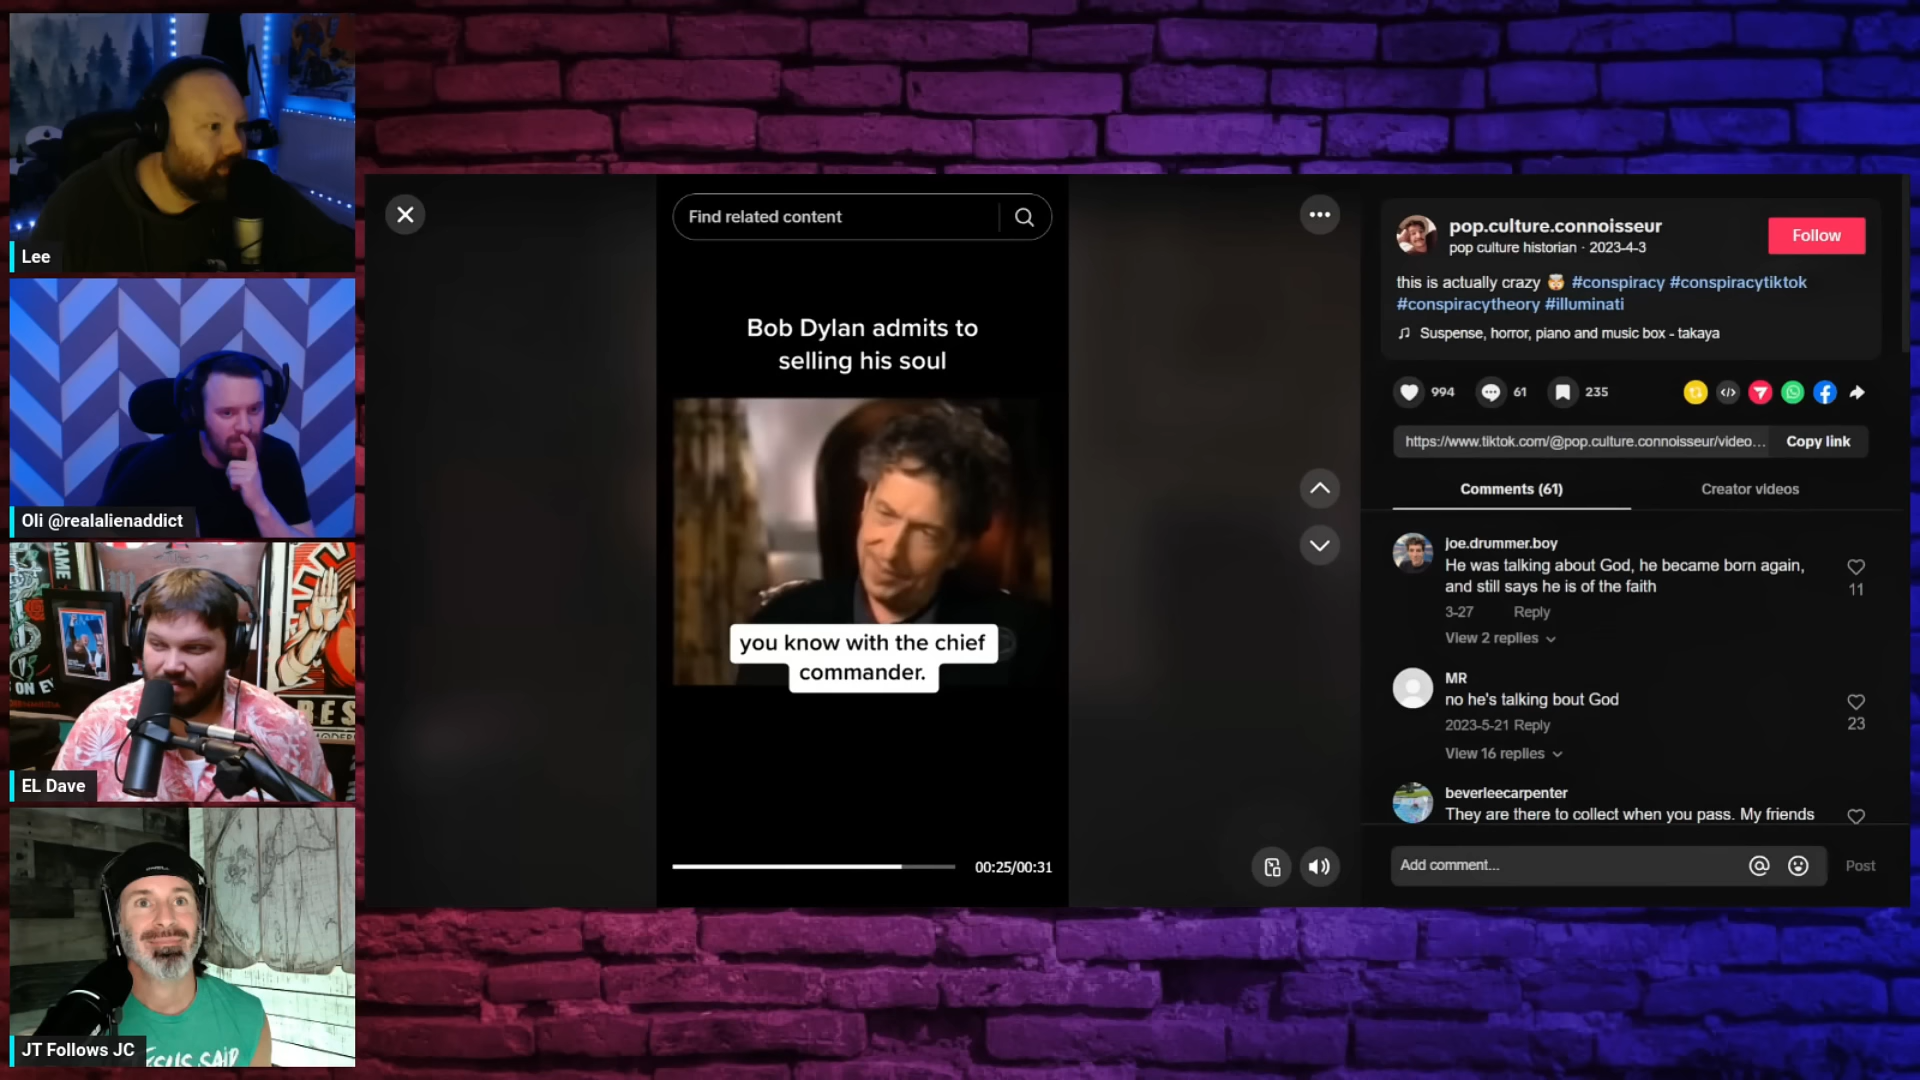 Lee
Oli @realalienaddict
GAME
EL Dave
JT Follows JC
Find related content
Bob Dylan admits to
selling his soul
you know with the chief
commander.
00:25/00:31
pop.culture.connoisseur
pop culture historian · 2023-4-3
Follow
this is actually crazy 🤯 #conspiracy #conspiracytiktok
#conspiracytheory #illuminati
Suspense, horror, piano and music box - takaya
994
61
235
https://www.tiktok.com/@pop.culture.connoisseur/video...
Copy link
Comments (61)
Creator videos
joe.drummer.boy
He was talking about God, he became born again,
and still says he is of the faith
11
3-27 Reply
View 2 replies
MR
no he's talking bout God
23
2023-5-21 Reply
View 16 replies
beverleecarpenter
They are there to collect when you pass. My friends
Add comment...
Post